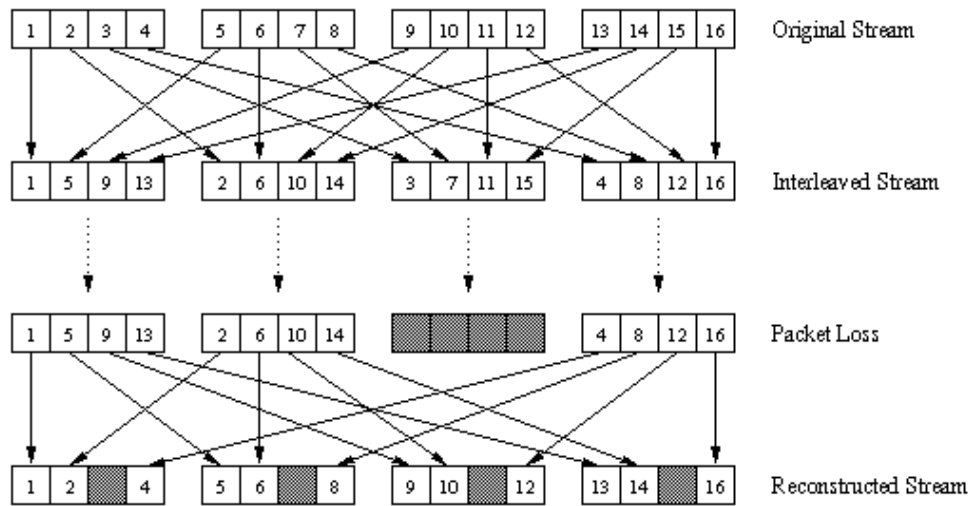 1 2 3 4 5 6 7 8 9 10 11 12 13 14 15 16 Original Stream
1 5 9 13 2 6 10 14 3 7 11 15 4 8 12 16 Interleaved Stream
1 5 9 13 2 6 10 14 4 8 12 16 Packet Loss
1 2 4 5 6 8 9 10 12 13 14 16 Reconstructed Stream